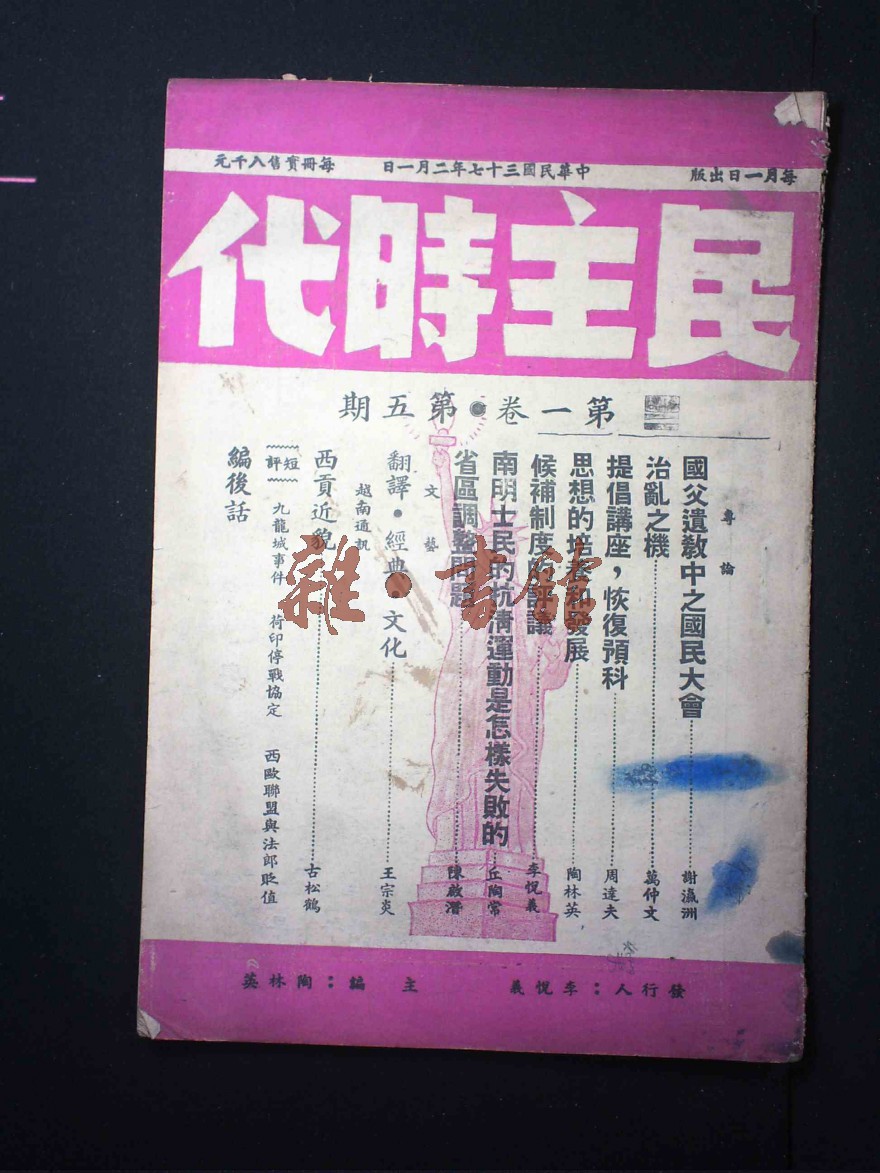 每月一日出版
中華民國三十七年二月一日
每冊實售八千元
民主時代
第一卷●第五期
專論
國父遺教中之國民大會……謝瀛洲
治亂之機……萬仲文
提倡講座，恢復預科……周達夫
思想的培養和發展……陶林英
候補制度的評議……李悅義
南明士民的抗清運動是怎樣失敗的……丘陶常
省區調整問題……陳啟潛
文藝
翻譯・經典・文化……王宗炎
越南通訊
西貢近貌……古松鶴
短評
九龍城事件 荷印停戰協定 西歐聯盟與法郎貶值
編後話
發行人：李悅義
主編：陶林英
雜・書館